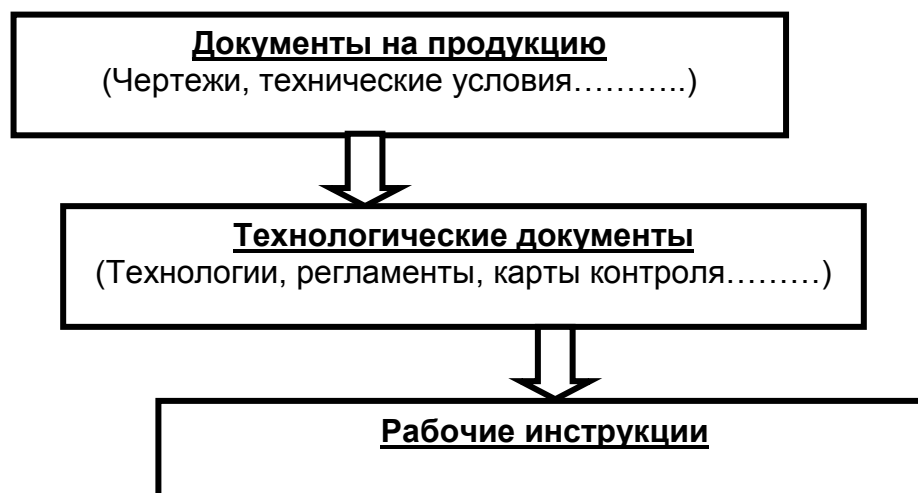 Документы на продукцию
(Чертежи, технические условия………..)
Технологические документы
(Технологии, регламенты, карты контроля………)
Рабочие инструкции